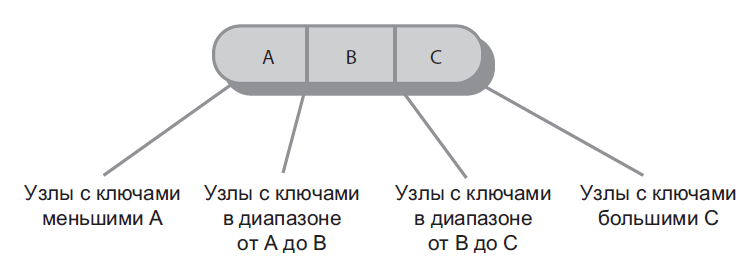 A B C
Узлы с ключами
меньшими A
Узлы с ключами
в диапазоне
от A до B
Узлы с ключами
в диапазоне
от B до C
Узлы с ключами
большими C